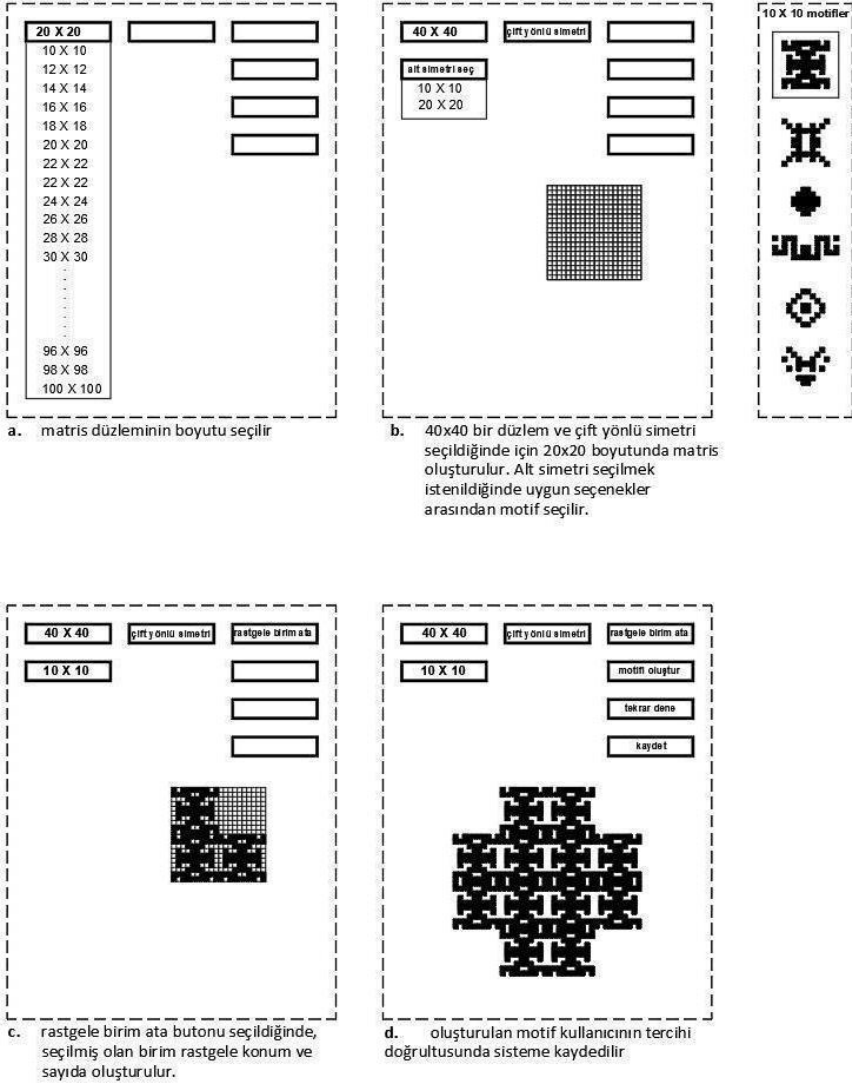 20 X 20
10 X 10
12 X 12
14 X 14
16 X 16
18 X 18
20 X 20
22 X 22
22 X 22
24 X 24
26 X 26
28 X 28
30 X 30
96 X 96
98 X 98
100 X 100
a. matris düzleminin boyutu seçilir
40 X 40
çift yönlü simetri
alt simetri seç
10 X 10
20 X 20
b. 40x40 bir düzlem ve çift yönlü simetri
seçildiğinde için 20x20 boyutunda matris
oluşturulur. Alt simetri seçilmek
istenildiğinde uygun seçenekler
arasından motif seçilir.
10 X 10 motifler
40 X 40
çift yönlü simetri
rastgele birim ata
10 X 10
c. rastgele birim ata butonu seçildiğinde,
seçilmiş olan birim rastgele konum ve
sayıda oluşturulur.
40 X 40
çift yönlü simetri
rastgele birim ata
10 X 10
motifi oluştur
tekrar dene
kaydet
d. oluşturulan motif kullanıcının tercihi
doğrultusunda sisteme kaydedilir